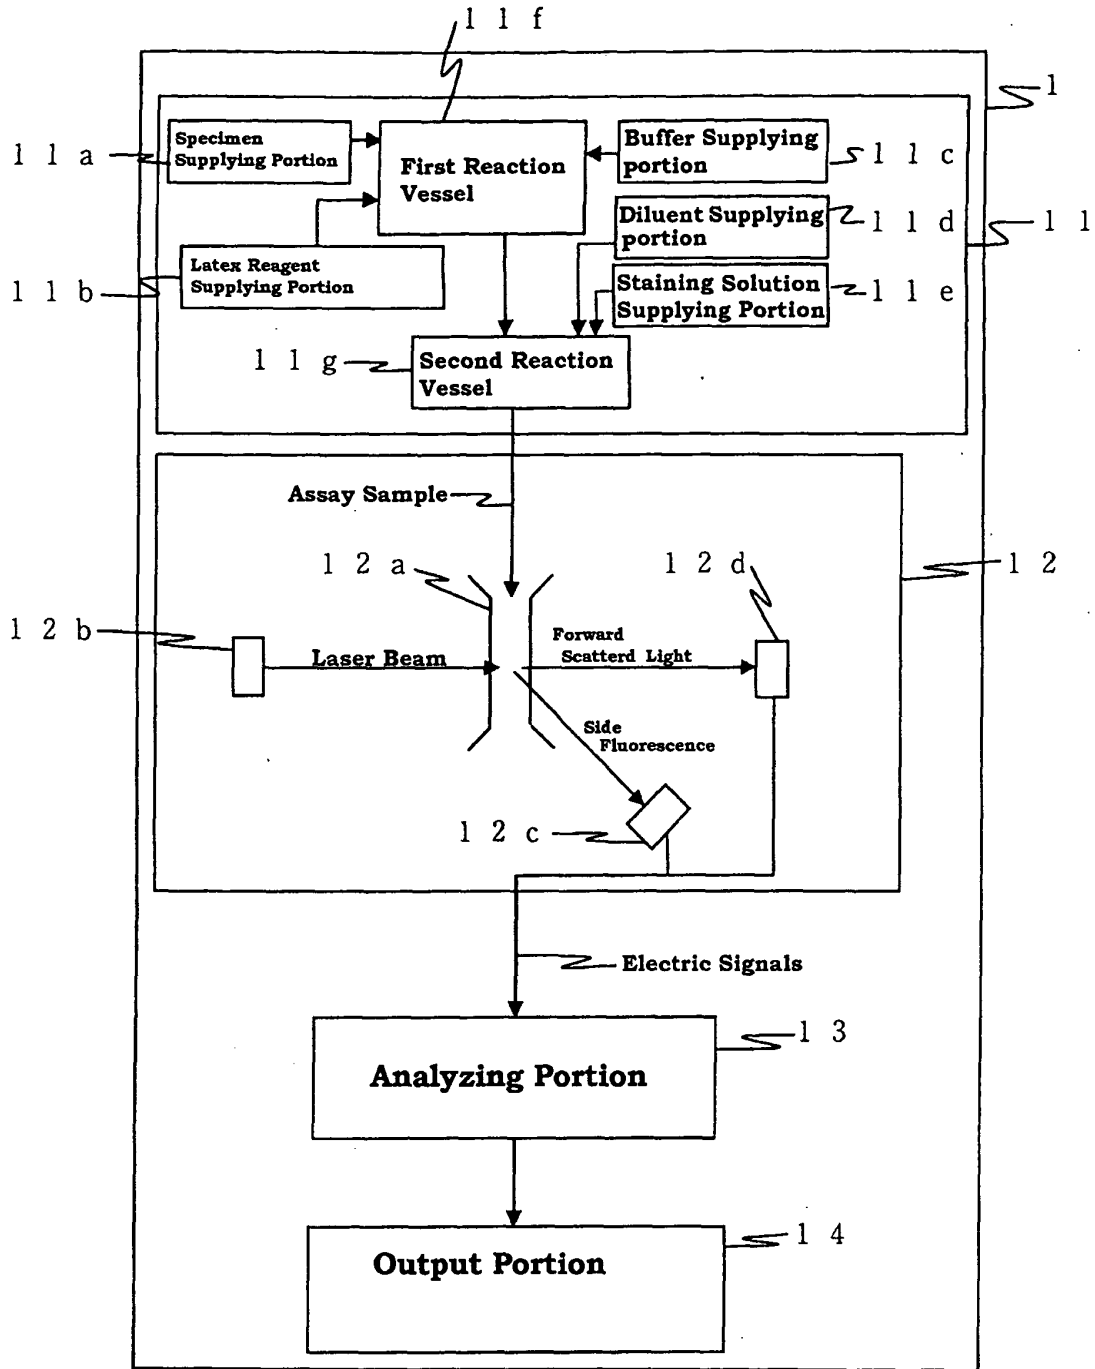 11f
1
Specimen
Supplying Portion
11a
First Reaction
Vessel
Buffer Supplying
portion
11c
Diluent Supplying
portion
11d
11
Latex Reagent
Supplying Portion
11b
Staining Solution
Supplying Portion
11e
11g
Second Reaction
Vessel
Assay Sample
12a
12d
12
12b
Laser Beam
Forward
Scatterd Light
Side
Fluorescence
12c
Electric Signals
13
Analyzing Portion
14
Output Portion